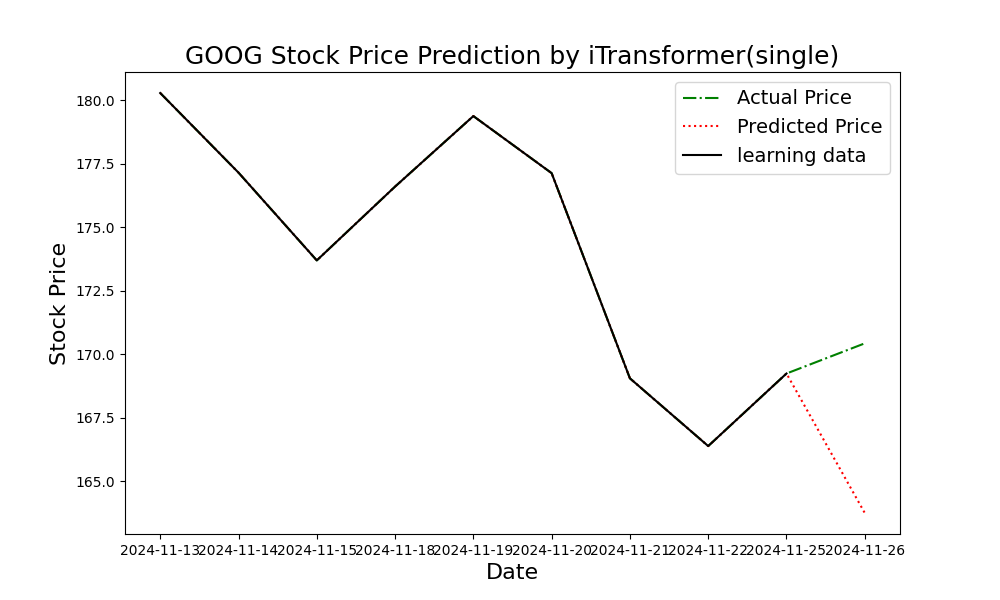 GOOG Stock Price Prediction by iTransformer(single)
Actual Price
Predicted Price
learning data
Stock Price
180.0
177.5
175.0
172.5
170.0
167.5
165.0
2024-11-13 2024-11-14 2024-11-15 2024-11-18 2024-11-19 2024-11-20 2024-11-21 2024-11-22 2024-11-25 2024-11-26
Date